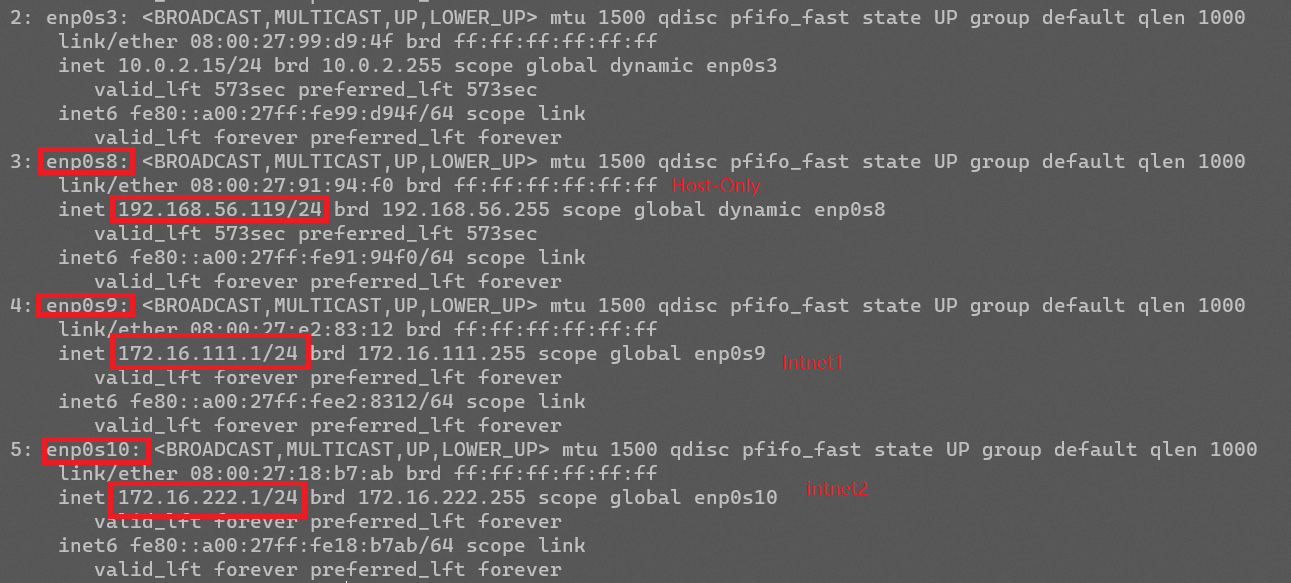 2: enp0s3: <BROADCAST,MULTICAST,UP,LOWER_UP> mtu 1500 qdisc pfifo_fast state UP group default qlen 1000
link/ether 08:00:27:99:d9:4f brd ff:ff:ff:ff:ff:ff
inet 10.0.2.15/24 brd 10.0.2.255 scope global dynamic enp0s3
valid_lft 573sec preferred_lft 573sec
inet6 fe80::a00:27ff:fe99:d94f/64 scope link
valid_lft forever preferred_lft forever
3: enp0s8: <BROADCAST,MULTICAST,UP,LOWER_UP> mtu 1500 qdisc pfifo_fast state UP group default qlen 1000
link/ether 08:00:27:91:94:f0 brd ff:ff:ff:ff:ff:ff Host-Only
inet 192.168.56.119/24 brd 192.168.56.255 scope global dynamic enp0s8
valid_lft 573sec preferred_lft 573sec
inet6 fe80::a00:27ff:fe91:94f0/64 scope link
valid_lft forever preferred_lft forever
4: enp0s9: <BROADCAST,MULTICAST,UP,LOWER_UP> mtu 1500 qdisc pfifo_fast state UP group default qlen 1000
link/ether 08:00:27:e2:83:12 brd ff:ff:ff:ff:ff:ff
inet 172.16.111.1/24 brd 172.16.111.255 scope global enp0s9 Intnet1
valid_lft forever preferred_lft forever
inet6 fe80::a00:27ff:fee2:8312/64 scope link
valid_lft forever preferred_lft forever
5: enp0s10: <BROADCAST,MULTICAST,UP,LOWER_UP> mtu 1500 qdisc pfifo_fast state UP group default qlen 1000
link/ether 08:00:27:18:b7:ab brd ff:ff:ff:ff:ff:ff
inet 172.16.222.1/24 brd 172.16.222.255 scope global enp0s10 intnet2
valid_lft forever preferred_lft forever
inet6 fe80::a00:27ff:fe18:b7ab/64 scope link
valid_lft forever preferred_lft forever